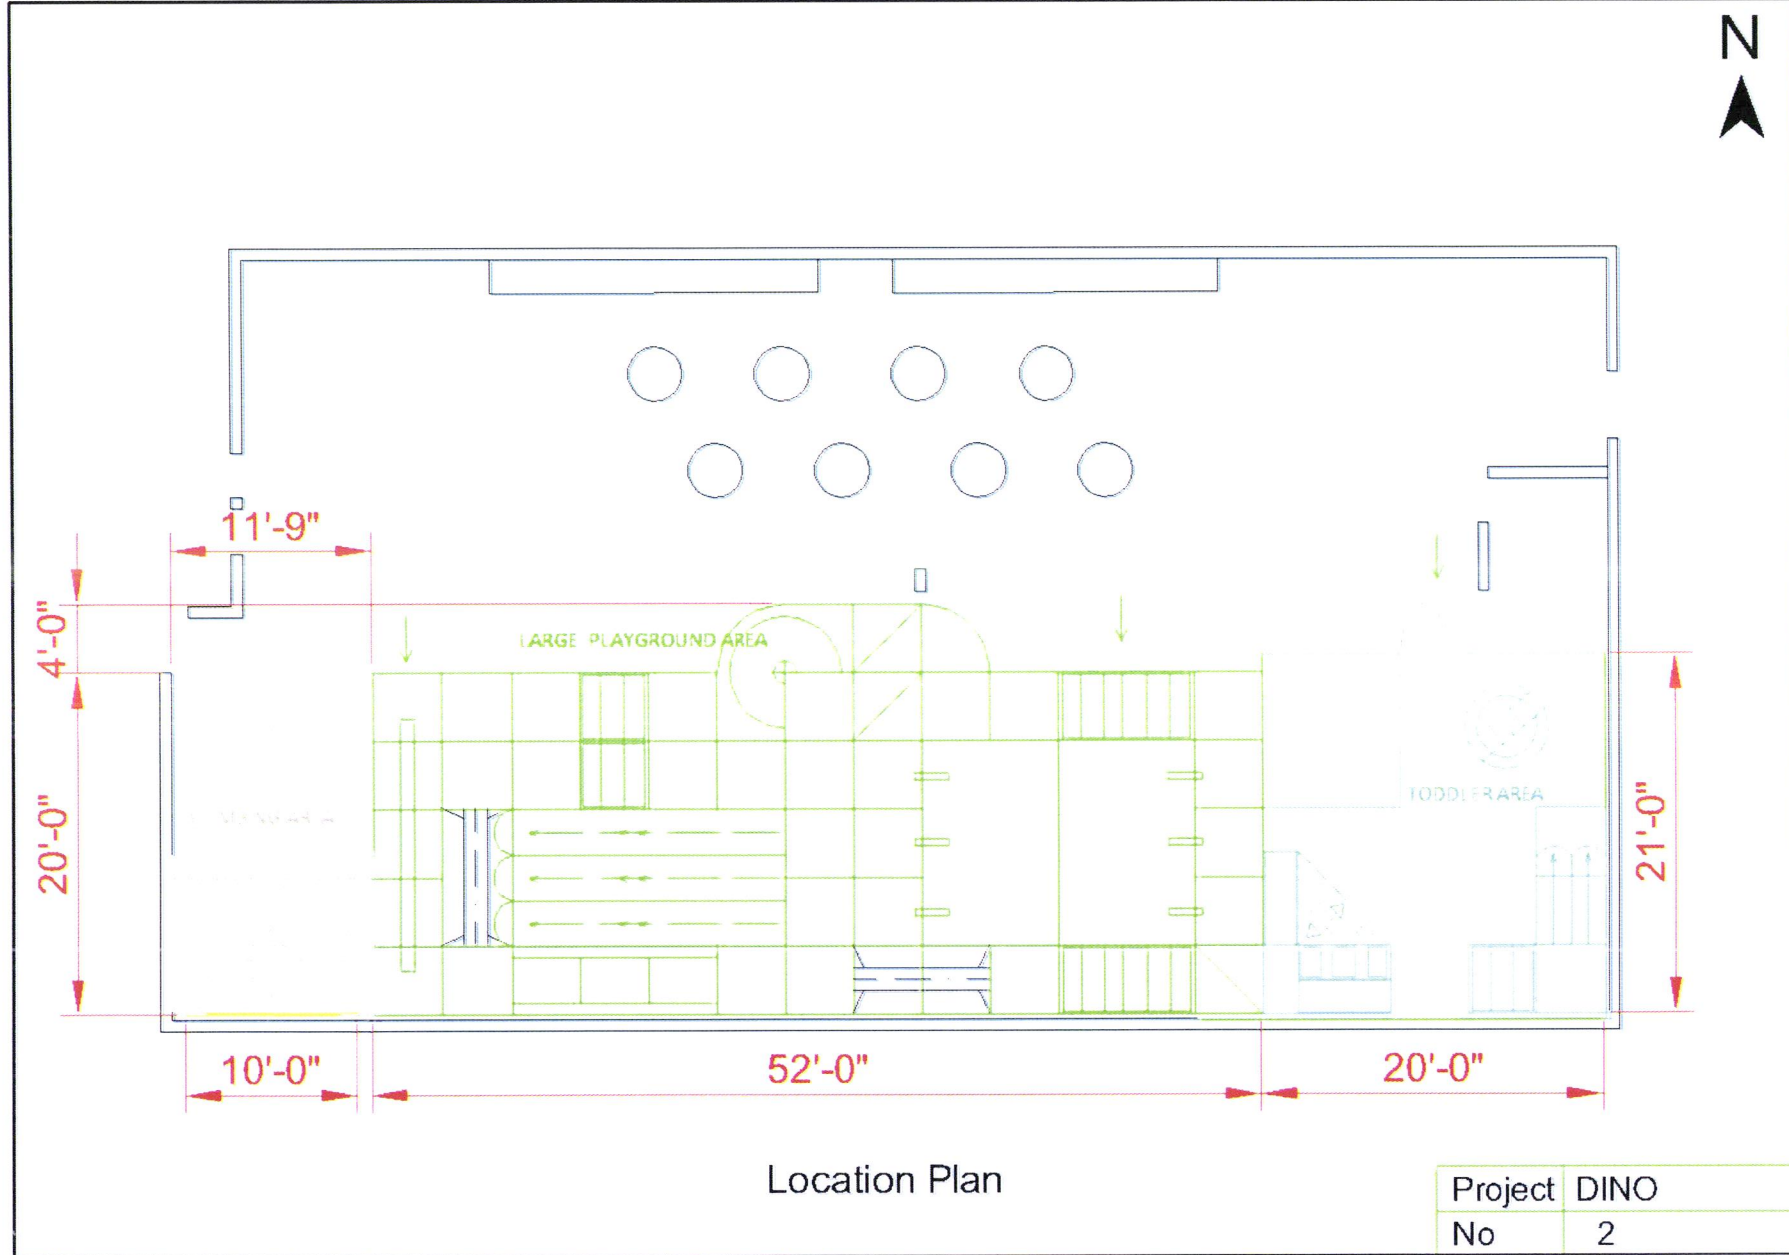 N
11'-9"
4'-0"
LARGE PLAYGROUND AREA
20'-0"
TODDLER AREA
21'-0"
10'-0"
52'-0"
20'-0"
Location Plan
Project DINO
No 2